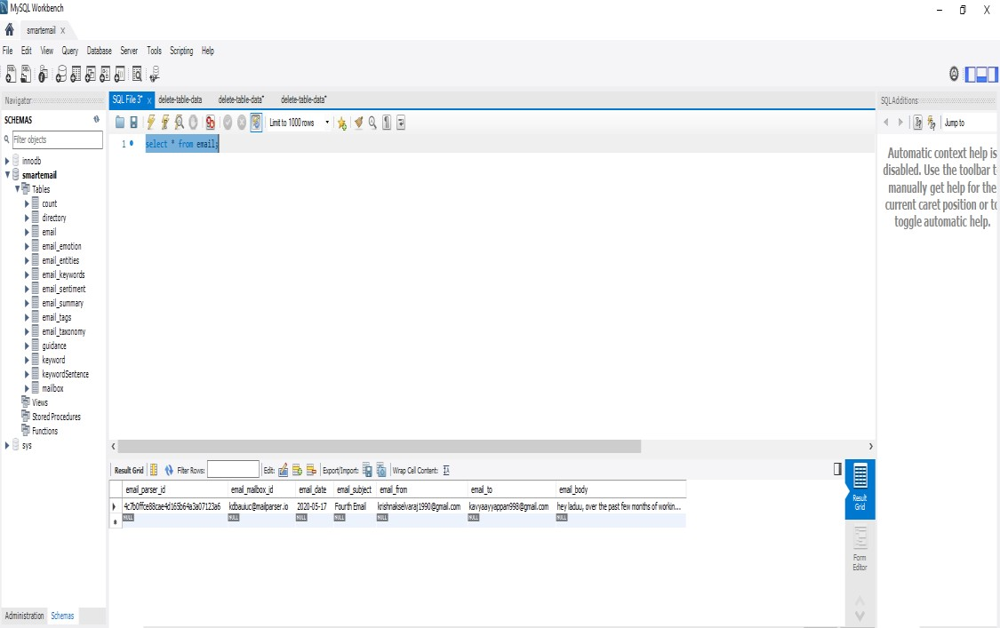 MySQL Workbench
smartemail X
File Edit View Query Database Server Tools Scripting Help
Navigator
SCHEMAS
Filter objects
innodb
smartemail
Tables
count
directory
email
email_emotion
email_entities
email_keywords
email_sentiment
email_summary
email_tags
email_taxonomy
guidance
keyword
keywordSentence
mailbox
Views
Stored Procedures
Functions
sys
Administration Schemas
SQL File 3* x delete-table-data delete-table-data* delete-table-data*
Limit to 1000 rows
1 select * from email;
Result Grid Filter Rows: Edit: Export/Import: Wrap Cell Content:
email_parser_id email_mailbox_id email_date email_subject email_from email_to email_body
4c7b0ffce88cae4d165b64a3a07123a6 kdbauiuc@mailparser.io 2020-05-17 Fourth Email krishnakselvaraj1990@gmail.com kavyaayyappan998@gmail.com hey laduu, over the past few months of workin...
NULL NULL NULL NULL NULL NULL NULL
Result
Grid
Form
Editor
SQLAdditions
Jump to
Automatic context help is
disabled. Use the toolbar t
manually get help for the
current caret position or to
toggle automatic help.